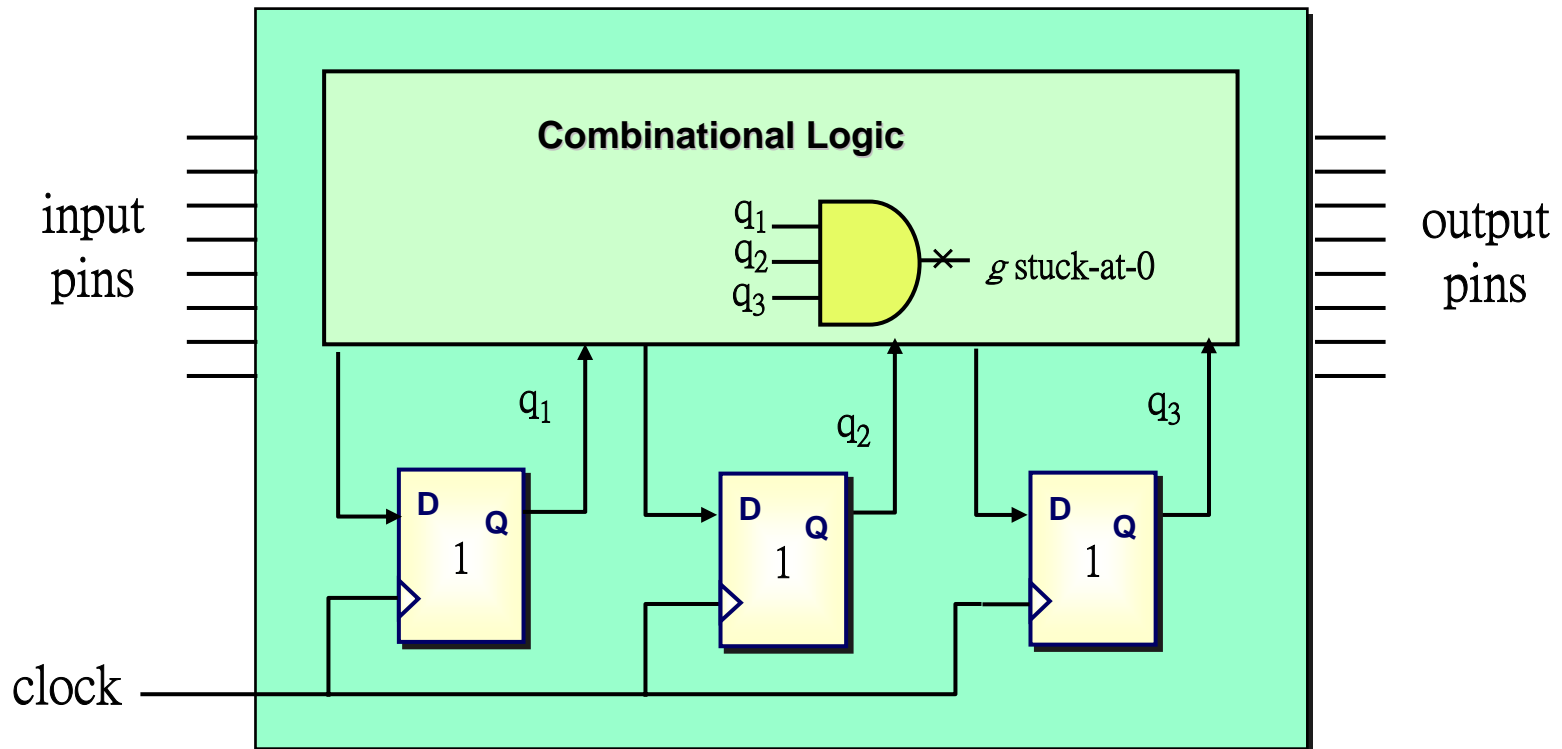 Combinational Logic
input
pins
q1
q2
q3
g stuck-at-0
output
pins
q1
q2
q3
D
Q
1
D
Q
1
D
Q
1
clock